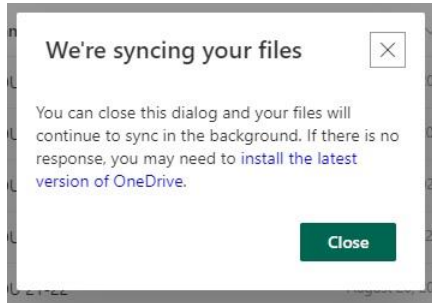 We're syncing your files
You can close this dialog and your files will
continue to sync in the background. If there is no
response, you may need to install the latest
version of OneDrive.
Close